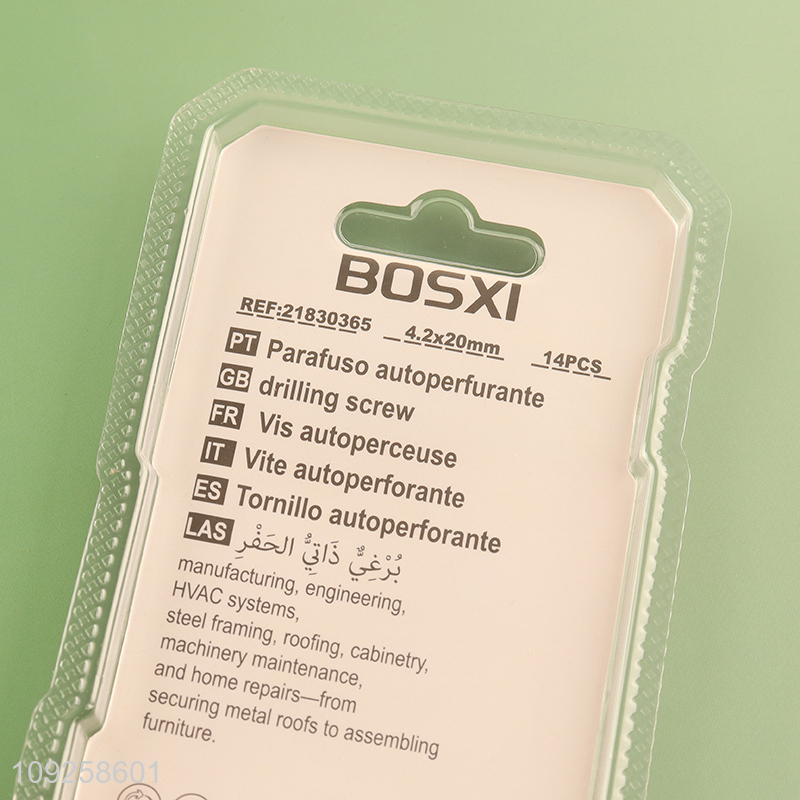 BOSXI
REF:21830365 4.2x20mm 14PCS
PT Parafuso autoperfurante
GB drilling screw
FR Vis autoperceuse
IT Vite autoperforante
ES Tornillo autoperforante
LAS بُرْغِيٌّ ذَاتِيُّ الحَفْرِ
manufacturing, engineering,
HVAC systems,
steel framing, roofing, cabinetry,
machinery maintenance,
and home repairs—from
securing metal roofs to assembling
furniture.
109258601